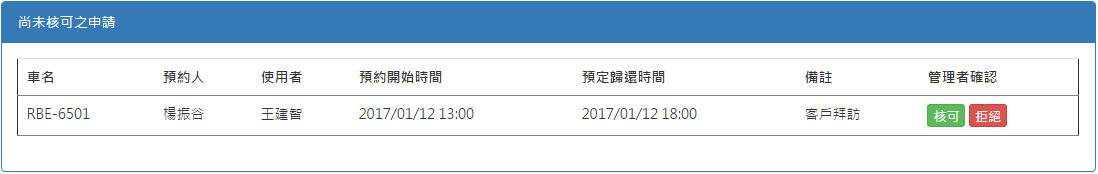 尚未核可之申請
車名 預約人 使用者 預約開始時間 預定歸還時間 備註 管理者確認
RBE-6501 楊振谷 王建智 2017/01/12 13:00 2017/01/12 18:00 客戶拜訪 核可 拒絕